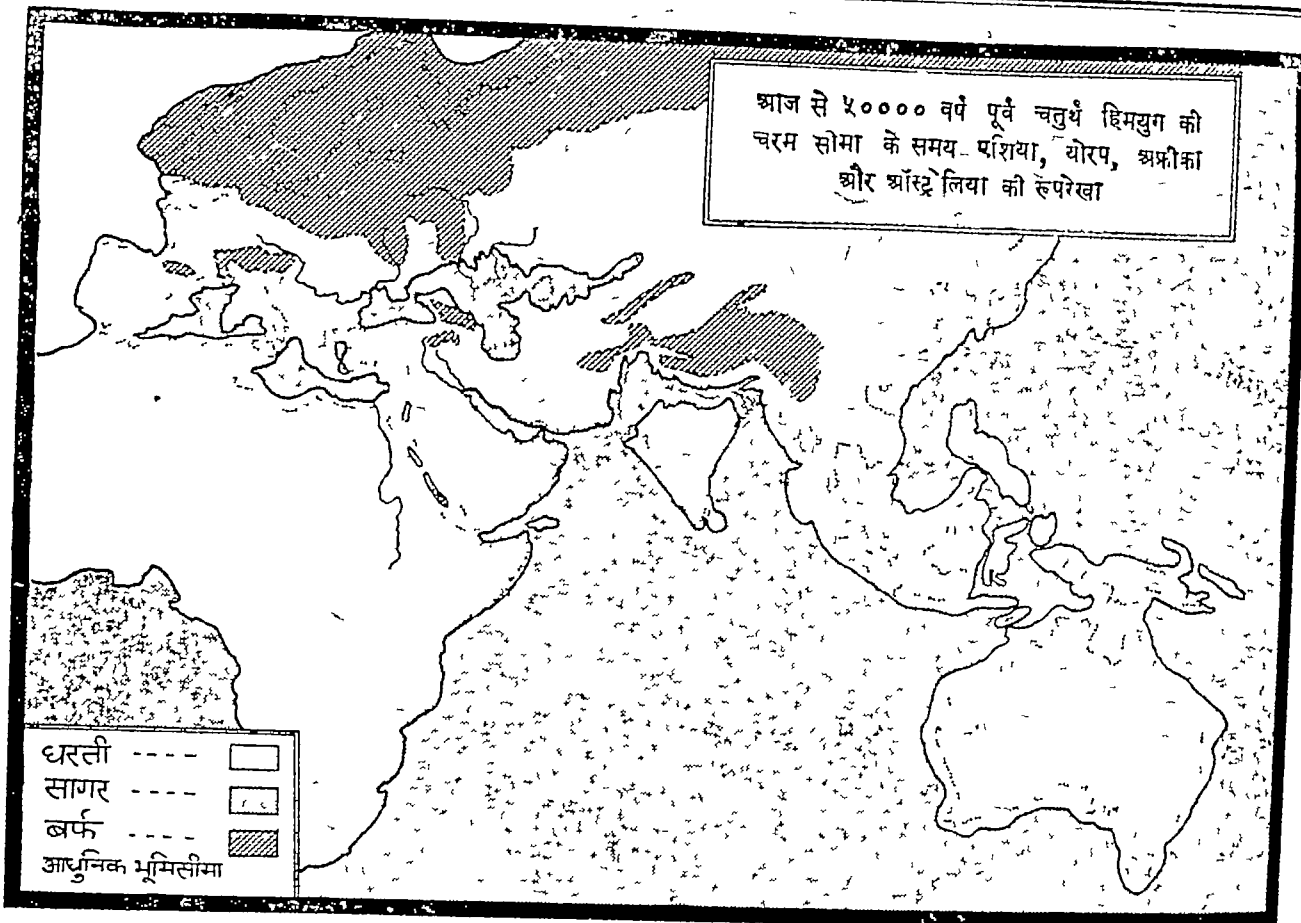 आज से ५०००० वर्ष पूर्व चतुर्थ हिमयुग की
चरम सीमा के समय एशिया, योरप, अफ्रीका
और ऑस्ट्रेलिया की रूपरेखा
धरती ----
सागर ----
बर्फ ----
आधुनिक भूमिसीमा